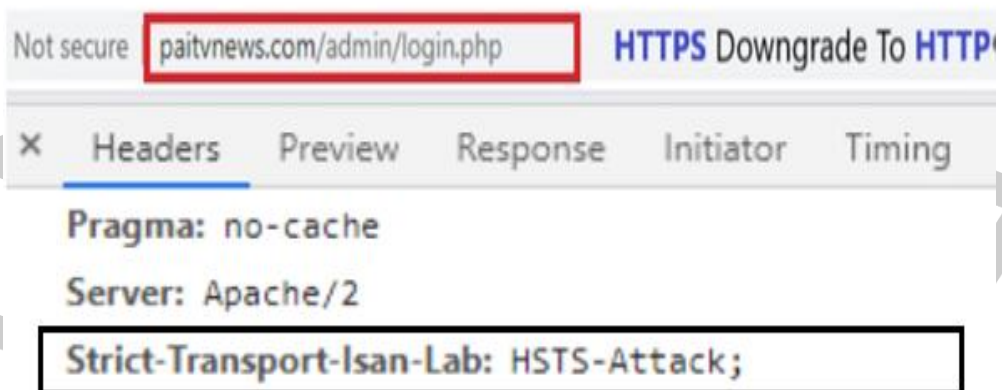 Not secure paitvnews.com/admin/login.php HTTPS Downgrade To HTTP
× Headers Preview Response Initiator Timing
Pragma: no-cache
Server: Apache/2
Strict-Transport-Isan-Lab: HSTS-Attack;